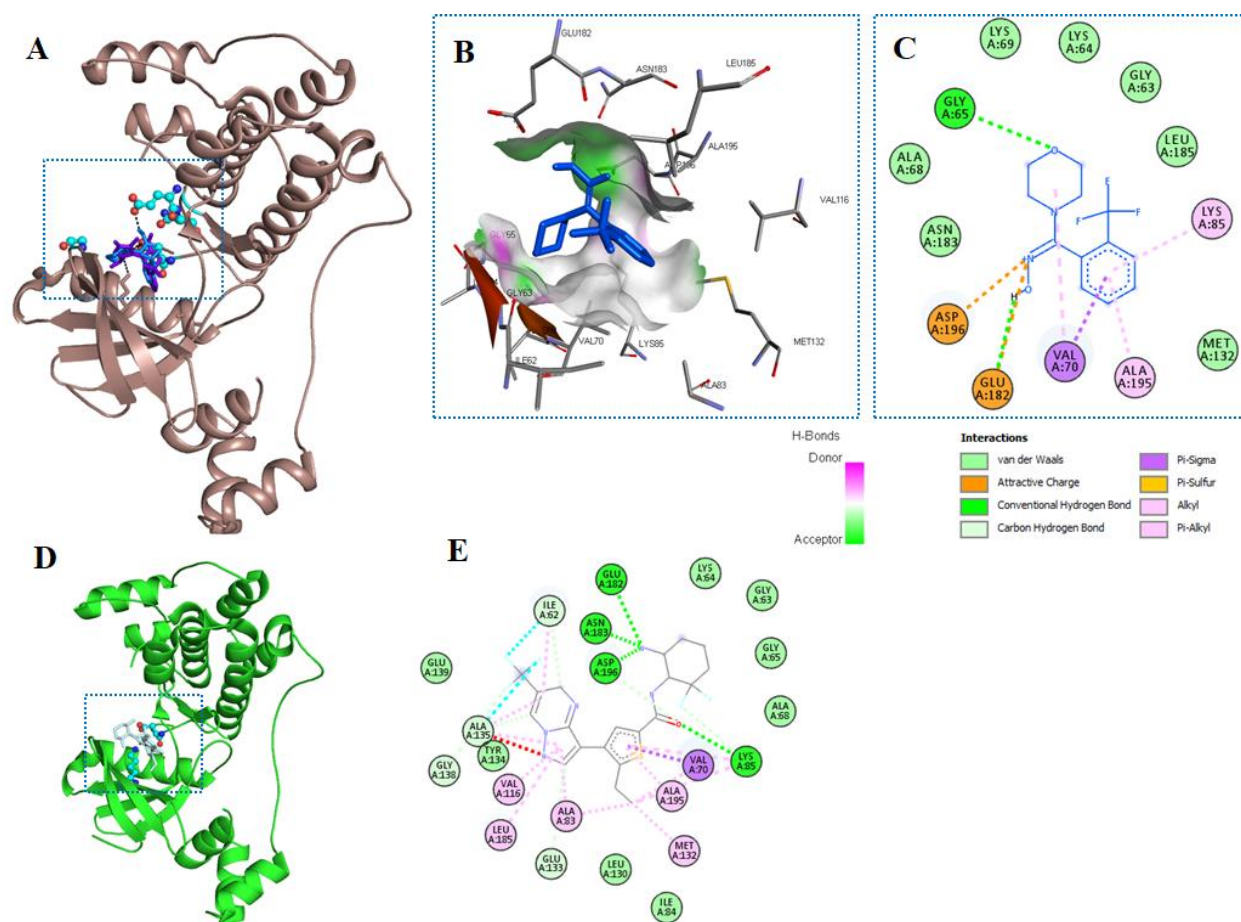 A
B
GLU182
ASN183
LEU185
ALA195
VAL116
GLY65
GLY63
VAL70
LYS85
MET132
ILE62
ALA83
C
LYS
A:69
LYS
A:64
GLY
A:63
GLY
A:65
LEU
A:185
ALA
A:68
LYS
A:85
ASN
A:183
F
F
F
O
N
N
H
O
ASP
A:196
MET
A:132
GLU
A:182
VAL
A:70
ALA
A:195
H-Bonds
Donor
Acceptor
Interactions
van der Waals
Attractive Charge
Conventional Hydrogen Bond
Carbon Hydrogen Bond
Pi-Sigma
Pi-Sulfur
Alkyl
Pi-Alkyl
D
E
GLU
A:182
LYS
A:64
GLY
A:63
ILE
A:62
ASN
A:183
ASP
A:196
GLY
A:65
GLU
A:139
ALA
A:68
ALA
A:135
TYR
A:134
GLY
A:138
VAL
A:70
LYS
A:85
VAL
A:116
ALA
A:195
ALA
A:83
LEU
A:185
MET
A:132
GLU
A:133
LEU
A:130
ILE
A:84